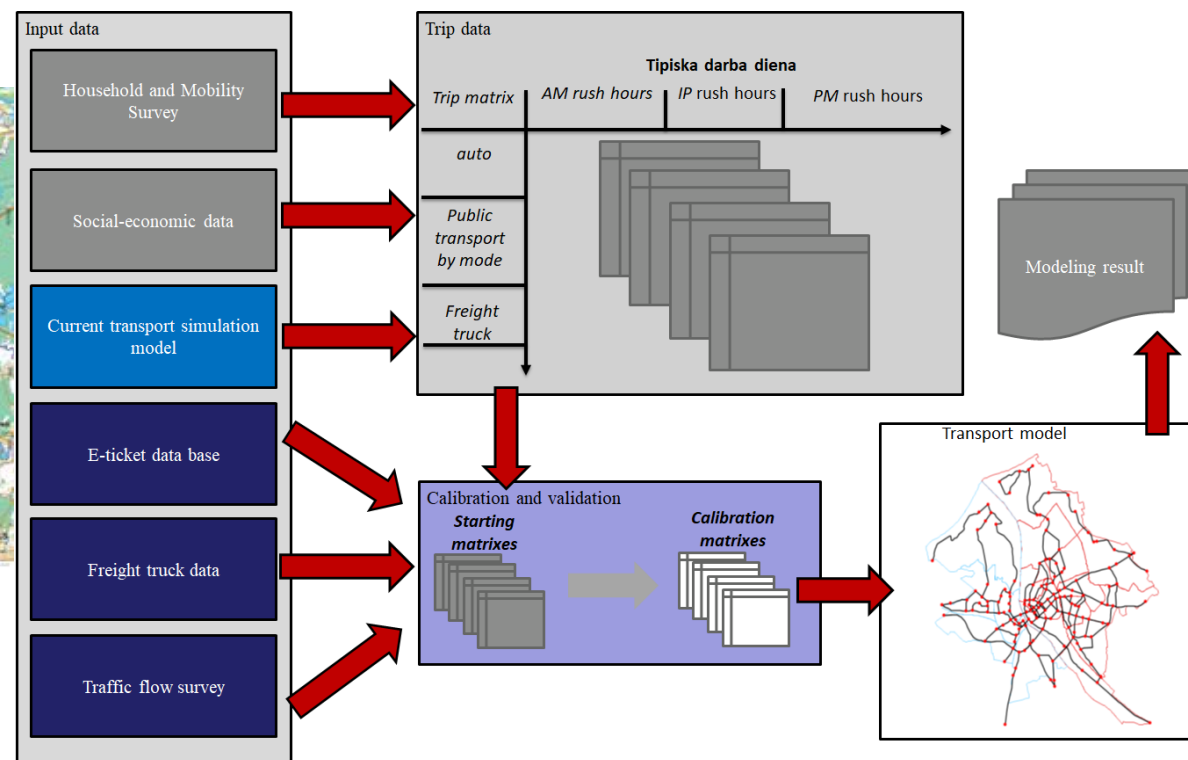 Input data
Household and Mobility
Survey
Social-economic data
Current transport simulation
model
E-ticket data base
Freight truck data
Traffic flow survey
Trip data
Tipiska darba diena
Trip matrix
AM rush hours
IP rush hours
PM rush hours
auto
Public
transport
by mode
Freight
truck
Calibration and validation
Starting
matrixes
Calibration
matrixes
Transport model
Modeling result